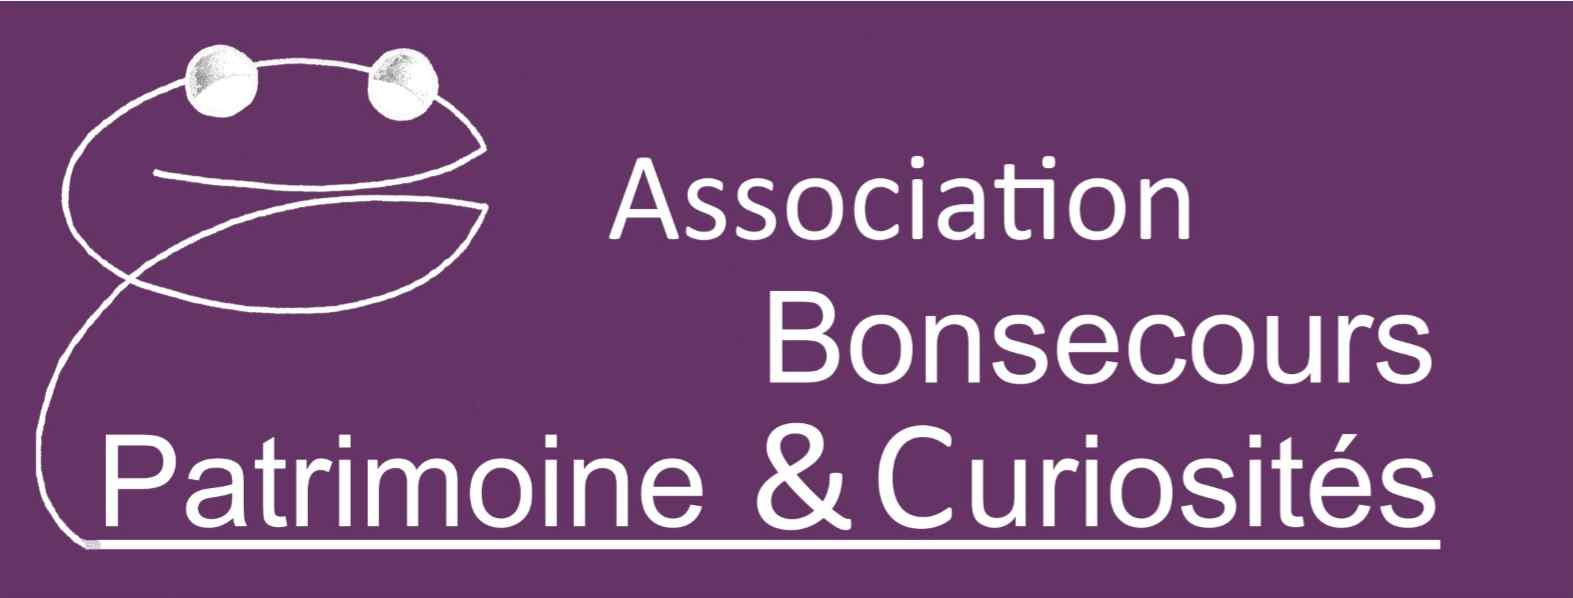 Association
Bonsecours
Patrimoine & Curiosités